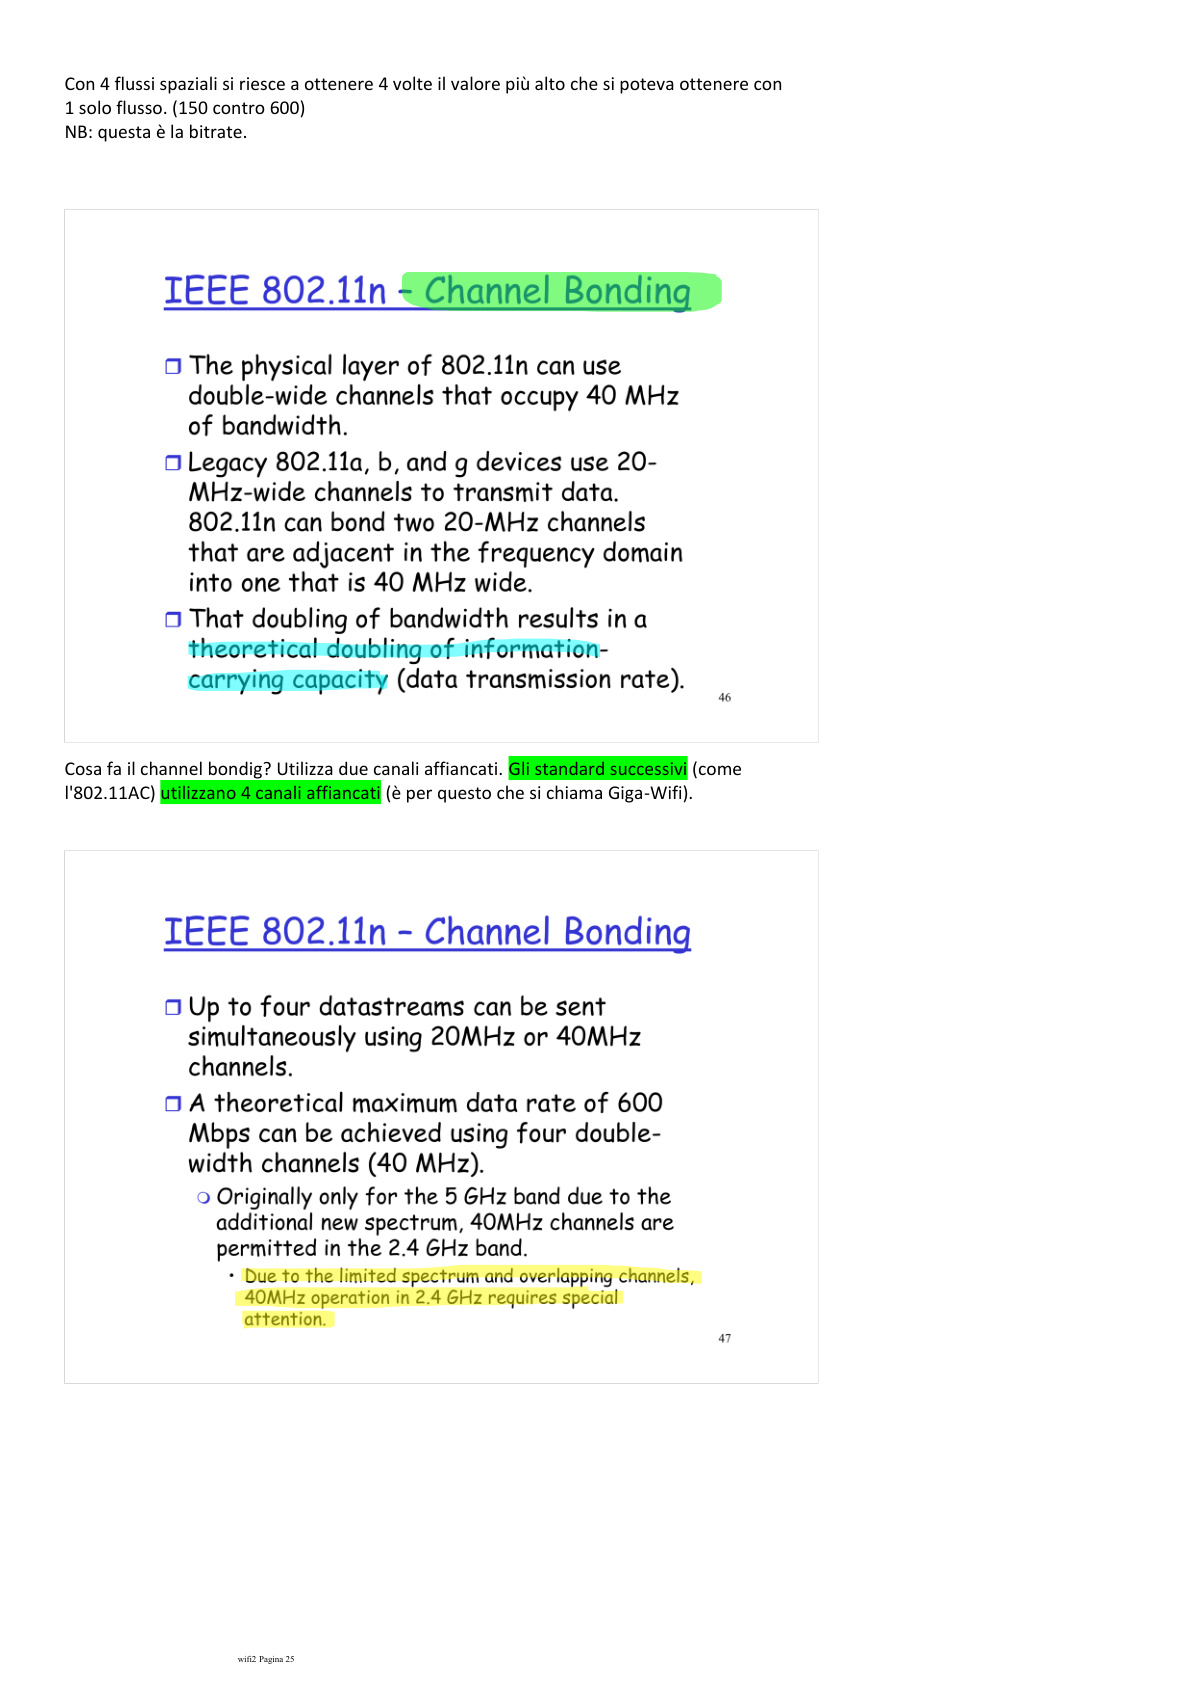 Con 4 flussi spaziali si riesce a ottenere 4 volte il valore più alto che si poteva ottenere con
1 solo flusso. (150 contro 600)
NB: questa è la bitrate.
IEEE 802.11n – Channel Bonding
❒ The physical layer of 802.11n can use
double-wide channels that occupy 40 MHz
of bandwidth.
❒ Legacy 802.11a, b, and g devices use 20-
MHz-wide channels to transmit data.
802.11n can bond two 20-MHz channels
that are adjacent in the frequency domain
into one that is 40 MHz wide.
❒ That doubling of bandwidth results in a
theoretical doubling of information-
carrying capacity (data transmission rate).
46
Cosa fa il channel bondig? Utilizza due canali affiancati. Gli standard successivi (come
l'802.11AC) utilizzano 4 canali affiancati (è per questo che si chiama Giga-Wifi).
IEEE 802.11n – Channel Bonding
❒ Up to four datastreams can be sent
simultaneously using 20MHz or 40MHz
channels.
❒ A theoretical maximum data rate of 600
Mbps can be achieved using four double-
width channels (40 MHz).
❍ Originally only for the 5 GHz band due to the
additional new spectrum, 40MHz channels are
permitted in the 2.4 GHz band.
• Due to the limited spectrum and overlapping channels,
40MHz operation in 2.4 GHz requires special
attention.
47
wifi2 Pagina 25